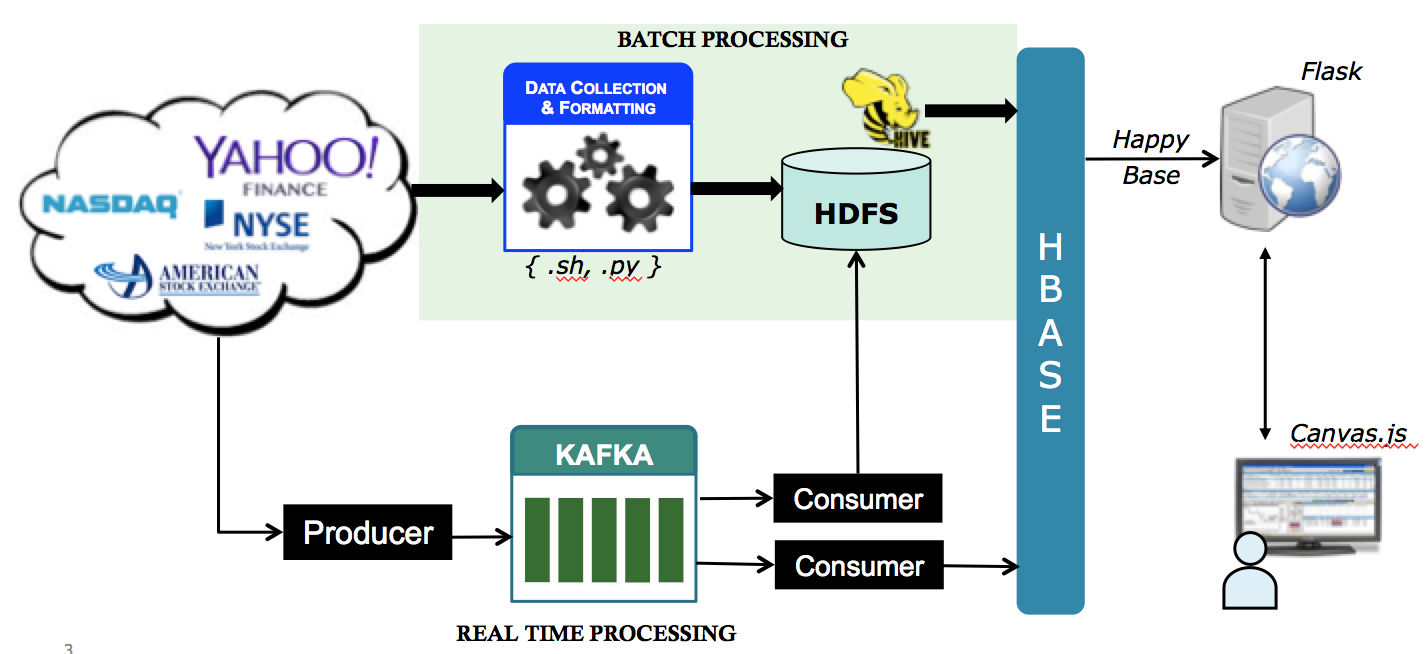 BATCH PROCESSING
Flask
DATA COLLECTION
& FORMATTING
HIVE
YAHOO!
FINANCE
NASDAQ
NYSE
New York Stock Exchange
AMERICAN
STOCK EXCHANGE
{ .sh, .py }
HDFS
Happy
Base
H
B
A
S
E
Canvas.js
KAFKA
Producer
Consumer
Consumer
REAL TIME PROCESSING
3